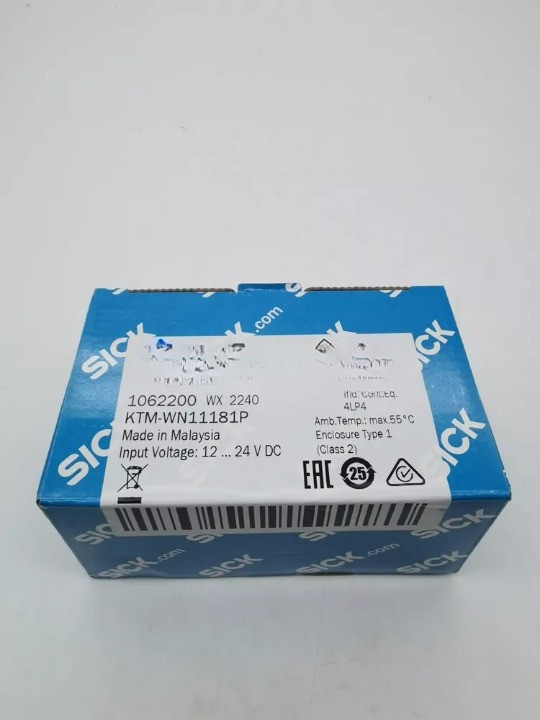 SICK
.com
SICK
1062200 WX 2240
KTM-WN11181P
Made in Malaysia
Input Voltage: 12 ... 24 V DC
Ind. Cont.Eq.
4LP4
Amb.Temp.: max.55°C
Enclosure Type 1
(Class 2)
EAC
25
SICK
SICK
SICK
.com
SICK
.com